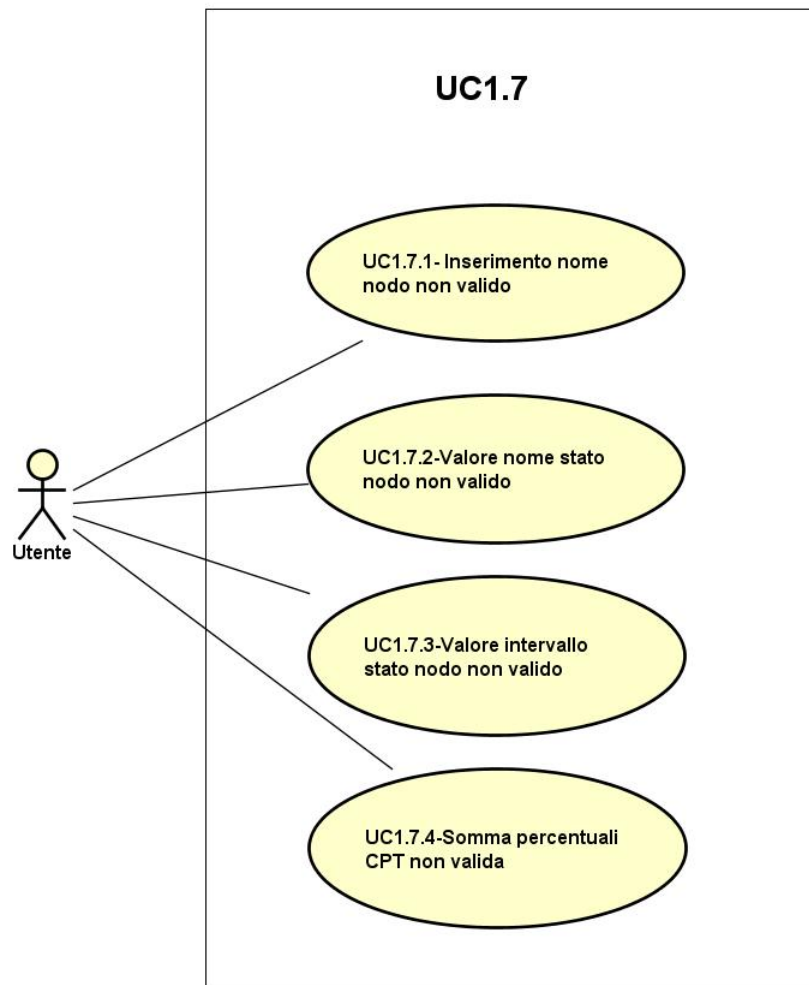 UC1.7
UC1.7.1- Inserimento nome
nodo non valido
UC1.7.2-Valore nome stato
nodo non valido
Utente
UC1.7.3-Valore intervallo
stato nodo non valido
UC1.7.4-Somma percentuali
CPT non valida